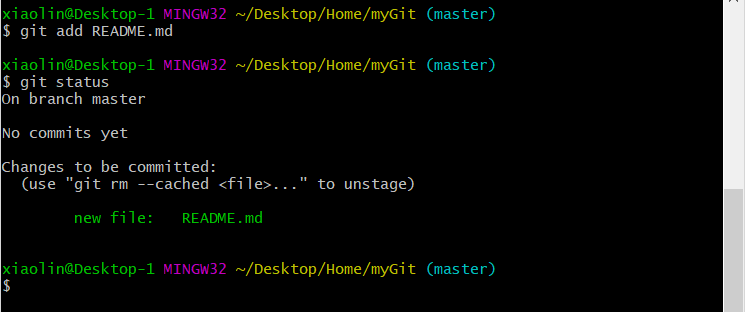 xiaolin@Desktop-1 MINGW32 ~/Desktop/Home/myGit (master)
$ git add README.md
xiaolin@Desktop-1 MINGW32 ~/Desktop/Home/myGit (master)
$ git status
On branch master
No commits yet
Changes to be committed:
  (use "git rm --cached <file>..." to unstage)
        new file:   README.md
xiaolin@Desktop-1 MINGW32 ~/Desktop/Home/myGit (master)
$